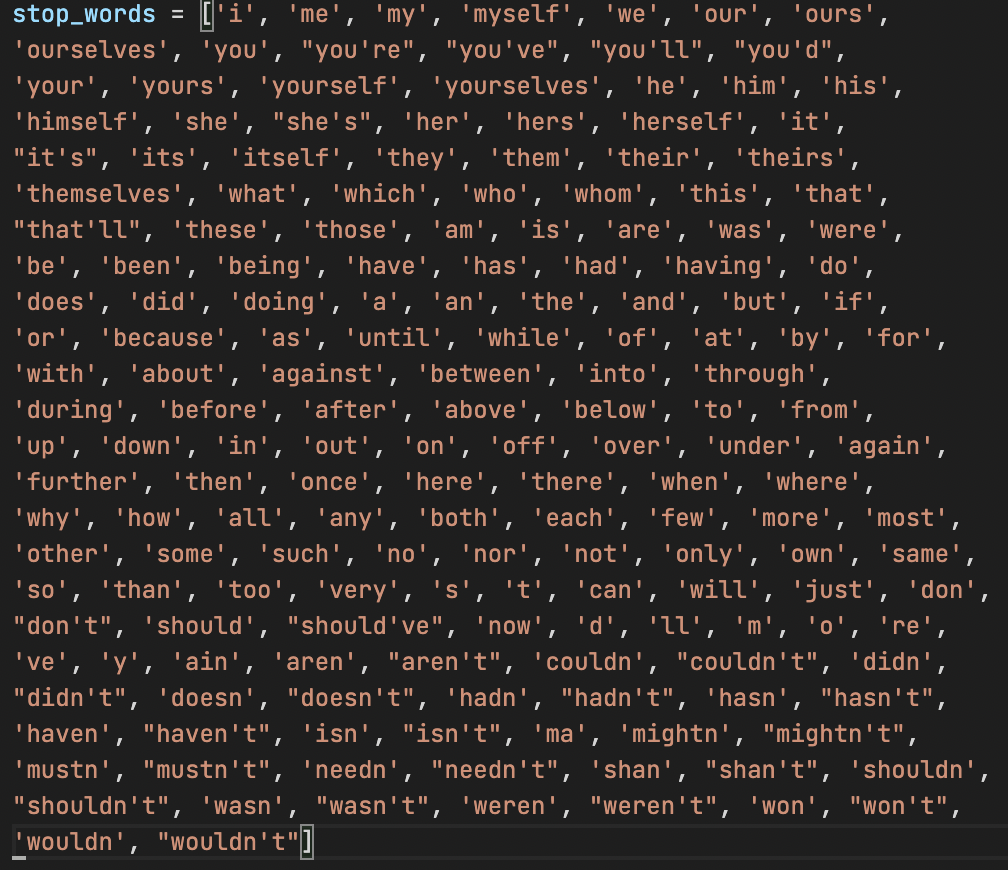 stop_words = ['i', 'me', 'my', 'myself', 'we', 'our', 'ours',
'ourselves', 'you', "you're", "you've", "you'll", "you'd",
'your', 'yours', 'yourself', 'yourselves', 'he', 'him', 'his',
'himself', 'she', "she's", 'her', 'hers', 'herself', 'it',
"it's", 'its', 'itself', 'they', 'them', 'their', 'theirs',
'themselves', 'what', 'which', 'who', 'whom', 'this', 'that',
"that'll", 'these', 'those', 'am', 'is', 'are', 'was', 'were',
'be', 'been', 'being', 'have', 'has', 'had', 'having', 'do',
'does', 'did', 'doing', 'a', 'an', 'the', 'and', 'but', 'if',
'or', 'because', 'as', 'until', 'while', 'of', 'at', 'by', 'for',
'with', 'about', 'against', 'between', 'into', 'through',
'during', 'before', 'after', 'above', 'below', 'to', 'from',
'up', 'down', 'in', 'out', 'on', 'off', 'over', 'under', 'again',
'further', 'then', 'once', 'here', 'there', 'when', 'where',
'why', 'how', 'all', 'any', 'both', 'each', 'few', 'more', 'most',
'other', 'some', 'such', 'no', 'nor', 'not', 'only', 'own', 'same',
'so', 'than', 'too', 'very', 's', 't', 'can', 'will', 'just', 'don',
"don't", 'should', "should've", 'now', 'd', 'll', 'm', 'o', 're',
've', 'y', 'ain', 'aren', "aren't", 'couldn', "couldn't", 'didn',
"didn't", 'doesn', "doesn't", 'hadn', "hadn't", 'hasn', "hasn't",
'haven', "haven't", 'isn', "isn't", 'ma', 'mightn', "mightn't",
'mustn', "mustn't", 'needn', "needn't", 'shan', "shan't", 'shouldn',
"shouldn't", 'wasn', "wasn't", 'weren', "weren't", 'won', "won't",
'wouldn', "wouldn't"]